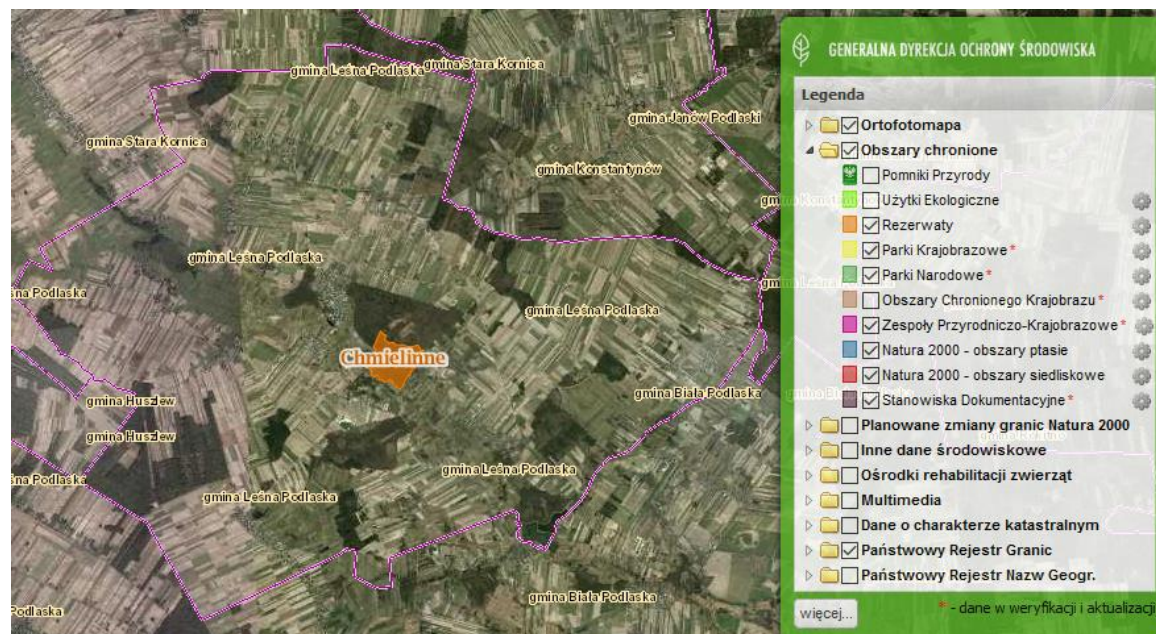 gmina Leśna Podlaska
gmina Stara Kornica
gmina Stara Kornica
gmina Janów Podlaski
gmina Konstantynów
gmina Leśna Podlaska
śna Podlaska
gmina Leśna Podlaska
Chmielinne
gmina Biała Podlaska
gmina Huszlew
gmina Huszlew
gmina Leśna Podlaska
gmina Leśna Podlaska
gmina Biała Podlaska
Podlaska
GENERALNA DYREKCJA OCHRONY ŚRODOWISKA
Legenda
Ortofotomapa
Obszary chronione
Pomniki Przyrody
Użytki Ekologiczne
Rezerwaty
Parki Krajobrazowe *
Parki Narodowe *
Obszary Chronionego Krajobrazu *
Zespoły Przyrodniczo-Krajobrazowe *
Natura 2000 - obszary ptasie
Natura 2000 - obszary siedliskowe
Stanowiska Dokumentacyjne *
Planowane zmiany granic Natura 2000
Inne dane środowiskowe
Ośrodki rehabilitacji zwierząt
Multimedia
Dane o charakterze katastralnym
Państwowy Rejestr Granic
Państwowy Rejestr Nazw Geogr.
więcej...
* - dane w weryfikacji i aktualizacji